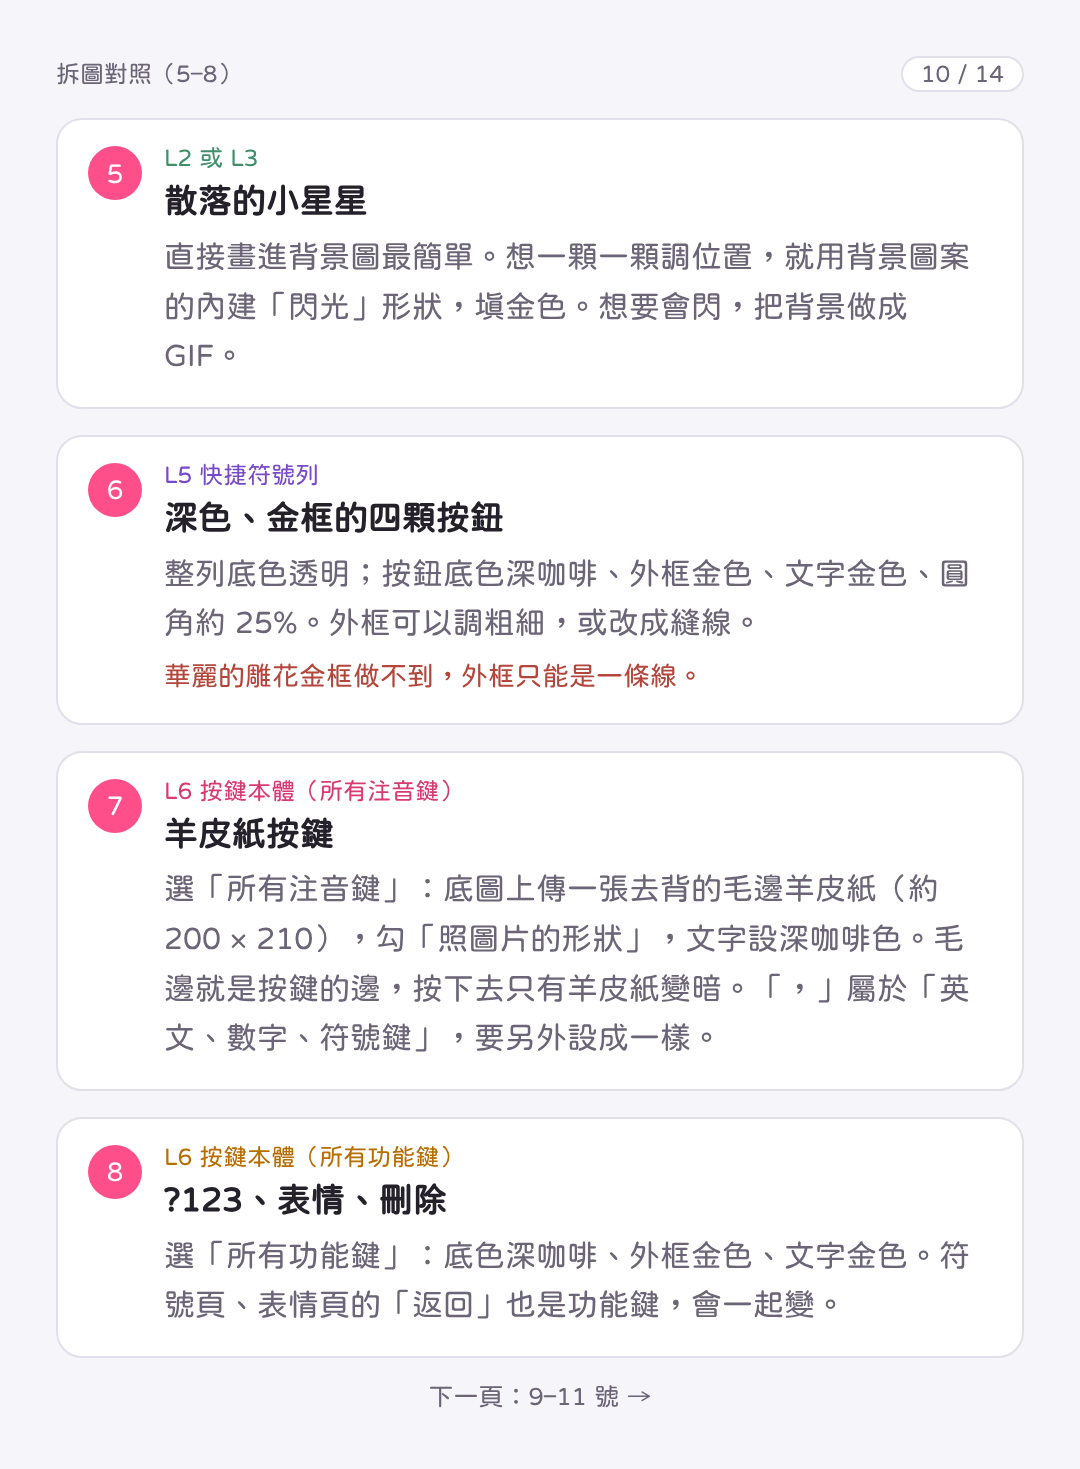 拆圖對照（5–8）
10 / 14
5
L2 或 L3
散落的小星星
直接畫進背景圖最簡單。想一顆一顆調位置，就用背景圖案
的內建「閃光」形狀，填金色。想要會閃，把背景做成
GIF。
6
L5 快捷符號列
深色、金框的四顆按鈕
整列底色透明；按鈕底色深咖啡、外框金色、文字金色、圓
角約 25%。外框可以調粗細，或改成縫線。
華麗的雕花金框做不到，外框只能是一條線。
7
L6 按鍵本體（所有注音鍵）
羊皮紙按鍵
選「所有注音鍵」：底圖上傳一張去背的毛邊羊皮紙（約
200 × 210），勾「照圖片的形狀」，文字設深咖啡色。毛
邊就是按鍵的邊，按下去只有羊皮紙變暗。「，」屬於「英
文、數字、符號鍵」，要另外設成一樣。
8
L6 按鍵本體（所有功能鍵）
?123、表情、刪除
選「所有功能鍵」：底色深咖啡、外框金色、文字金色。符
號頁、表情頁的「返回」也是功能鍵，會一起變。
下一頁：9–11 號 →